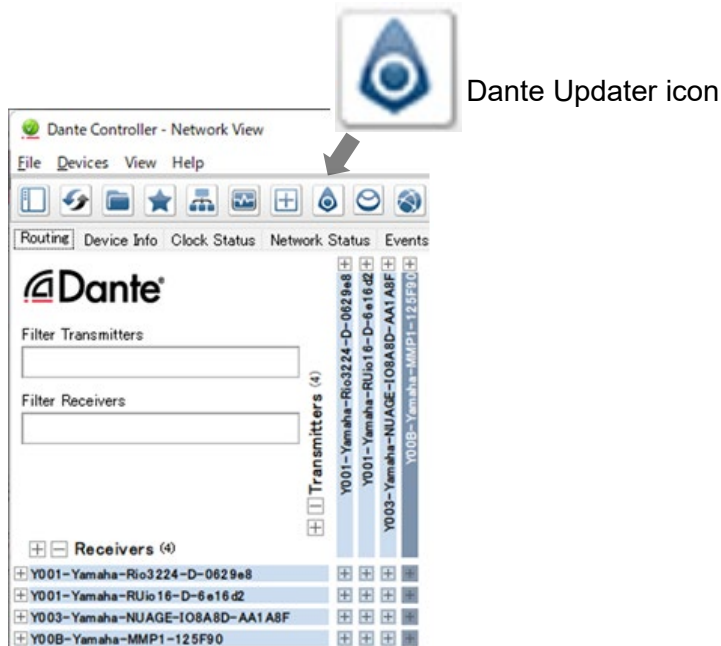 Dante Updater icon
Dante Controller - Network View
File Devices View Help
Routing Device Info Clock Status Network Status Events
Dante®
Filter Transmitters
Filter Receivers
Transmitters (4)
Y001-Yamaha-Rio3224-D-0629e8
Y001-Yamaha-RUio16-D-6e16d2
Y003-Yamaha-NUAGE-IO8A8D-AA1A8F
Y00B-Yamaha-MMP1-125F90
Receivers (4)
Y001-Yamaha-Rio3224-D-0629e8
Y001-Yamaha-RUio16-D-6e16d2
Y003-Yamaha-NUAGE-IO8A8D-AA1A8F
Y00B-Yamaha-MMP1-125F90